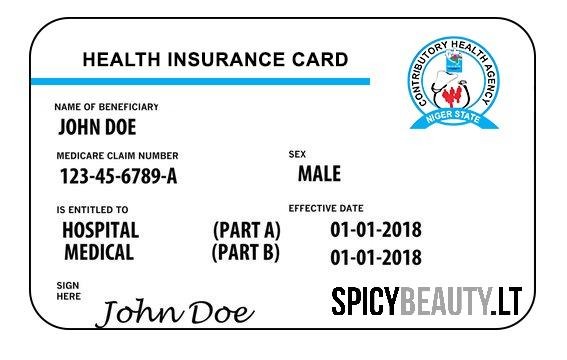 HEALTH INSURANCE CARD
CONTRIBUTORY HEALTH AGENCY
NIGER STATE
NAME OF BENEFICIARY
JOHN DOE
MEDICARE CLAIM NUMBER
SEX
123-45-6789-A
MALE
IS ENTITLED TO
EFFECTIVE DATE
HOSPITAL (PART A) 01-01-2018
MEDICAL (PART B) 01-01-2018
SIGN
HERE
John Doe
SPICYBEAUTY.LT